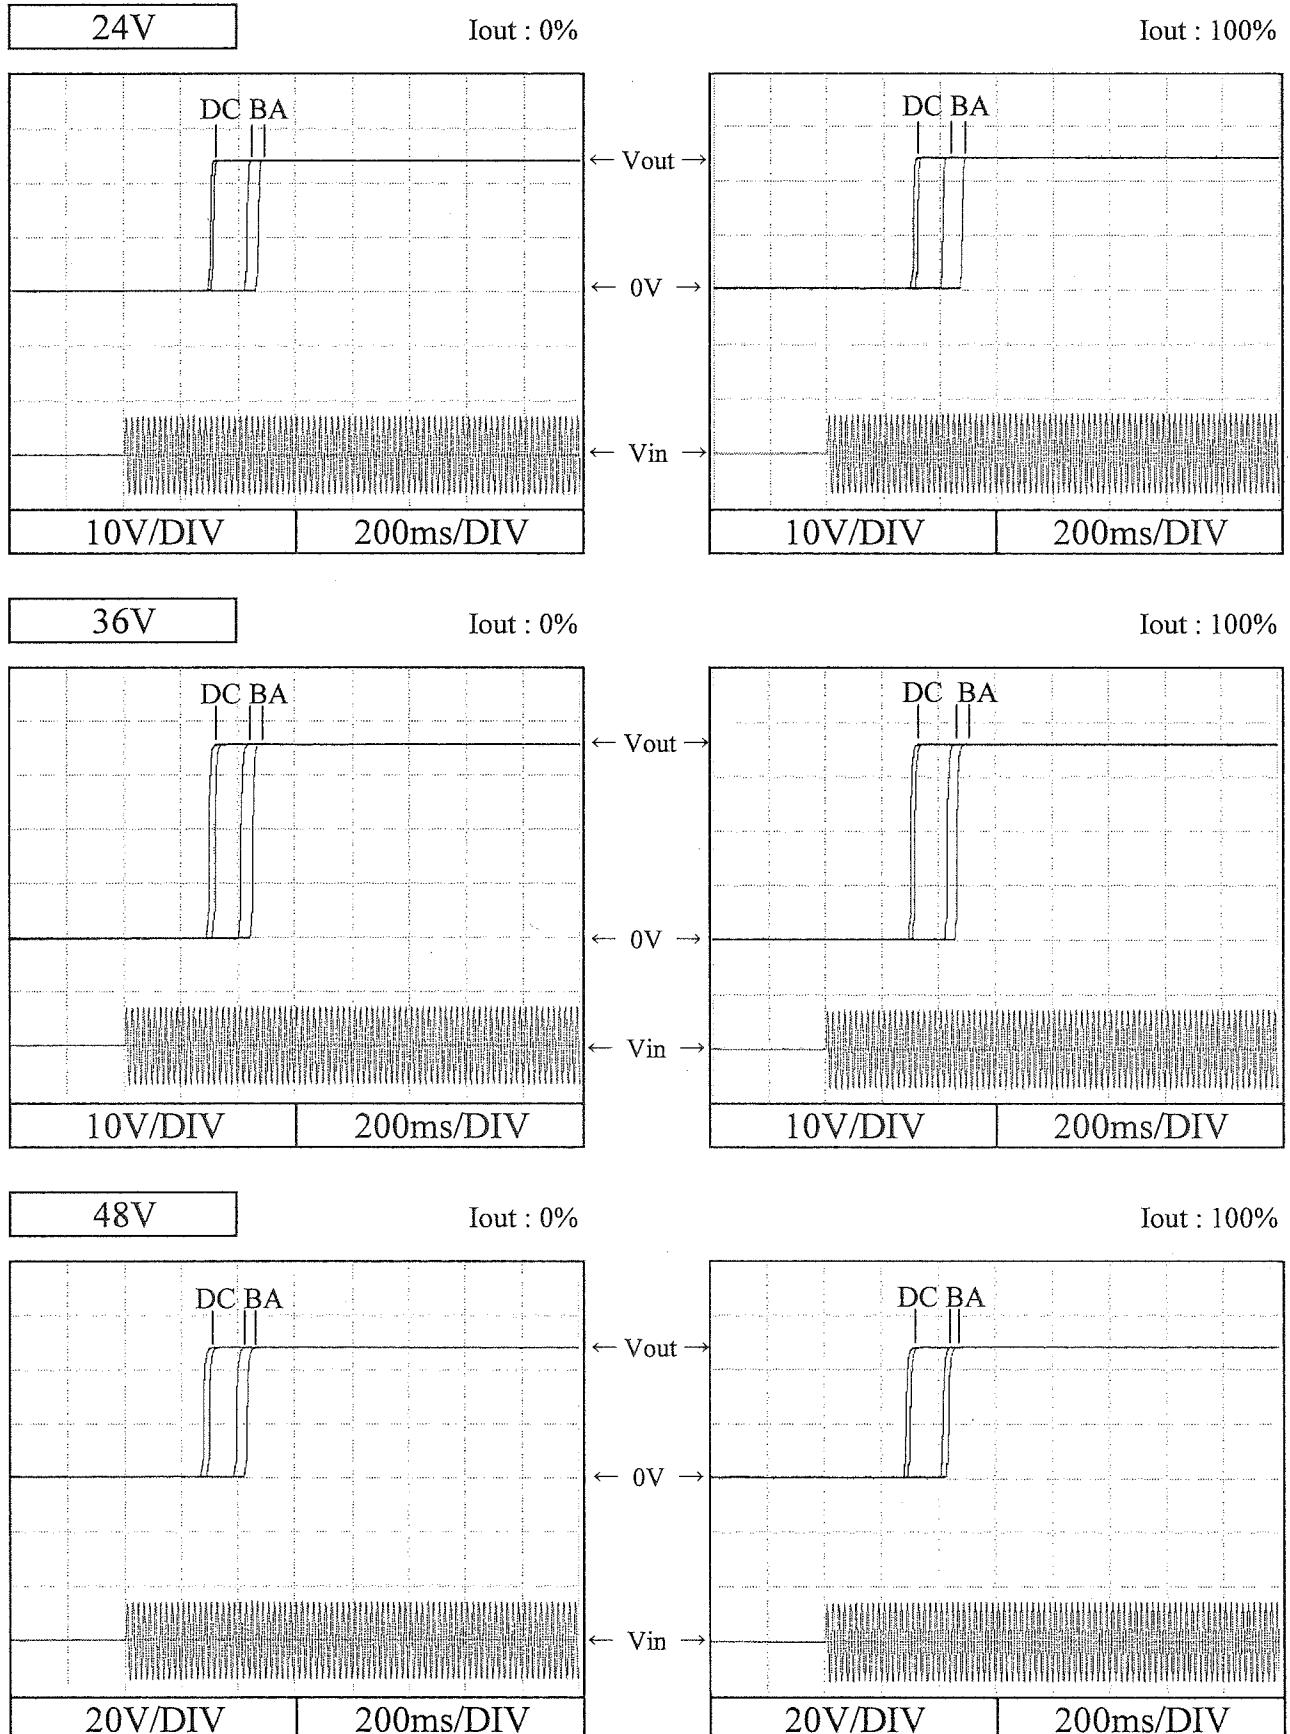 24V
Iout : 0%
Iout : 100%
DC BA
DC BA
← Vout →
← 0V →
← Vin →
10V/DIV 200ms/DIV
10V/DIV 200ms/DIV
36V
Iout : 0%
Iout : 100%
DC BA
DC BA
← Vout →
← 0V →
← Vin →
10V/DIV 200ms/DIV
10V/DIV 200ms/DIV
48V
Iout : 0%
Iout : 100%
DC BA
DC BA
← Vout →
← 0V →
← Vin →
20V/DIV 200ms/DIV
20V/DIV 200ms/DIV